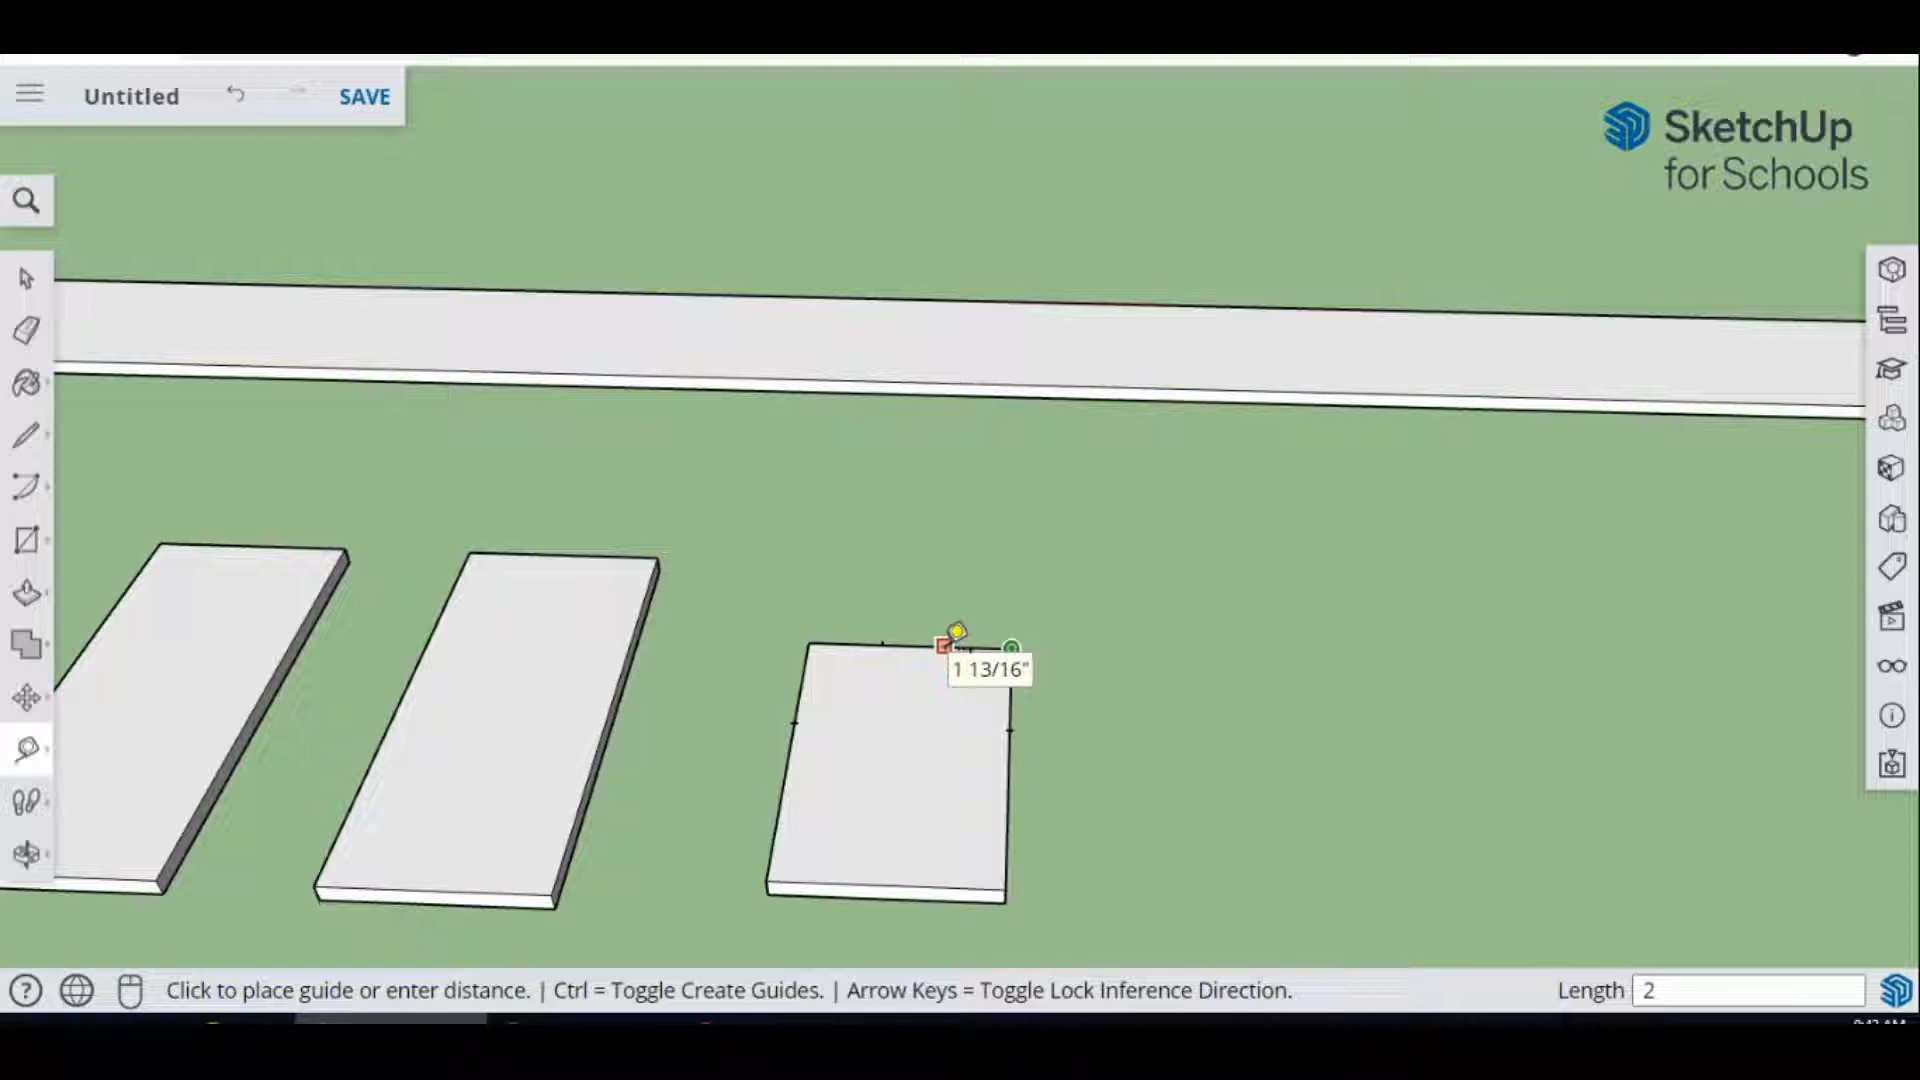 Untitled
SAVE
SketchUp
for Schools
1 13/16"
Click to place guide or enter distance. | Ctrl = Toggle Create Guides. | Arrow Keys = Toggle Lock Inference Direction.
Length 2